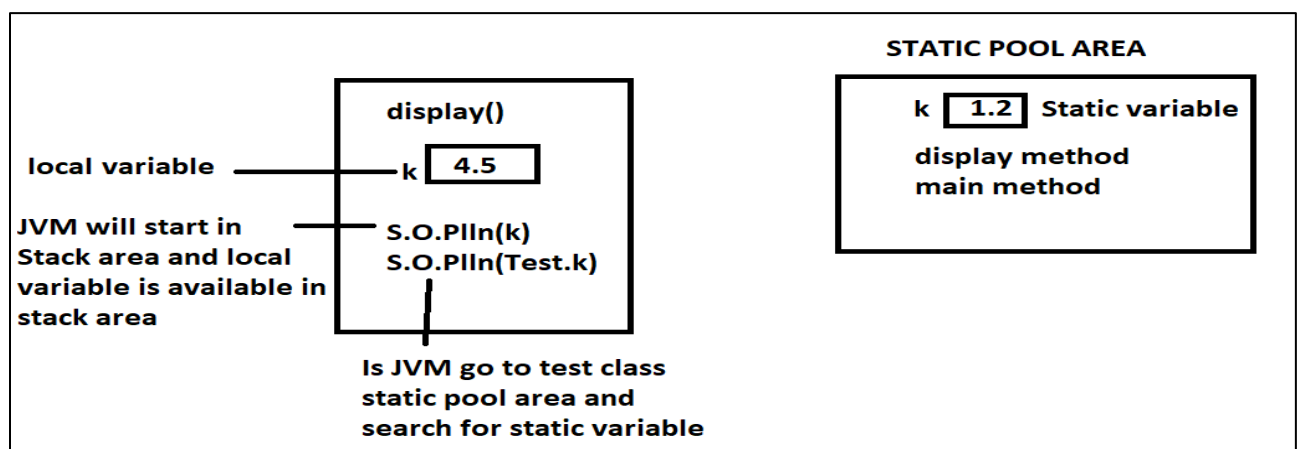 STATIC POOL AREA
k 1.2 Static variable
display method
main method
display()
local variable
k 4.5
JVM will start in
Stack area and local
variable is available in
stack area
S.O.Plln(k)
S.O.Plln(Test.k)
Is JVM go to test class
static pool area and
search for static variable